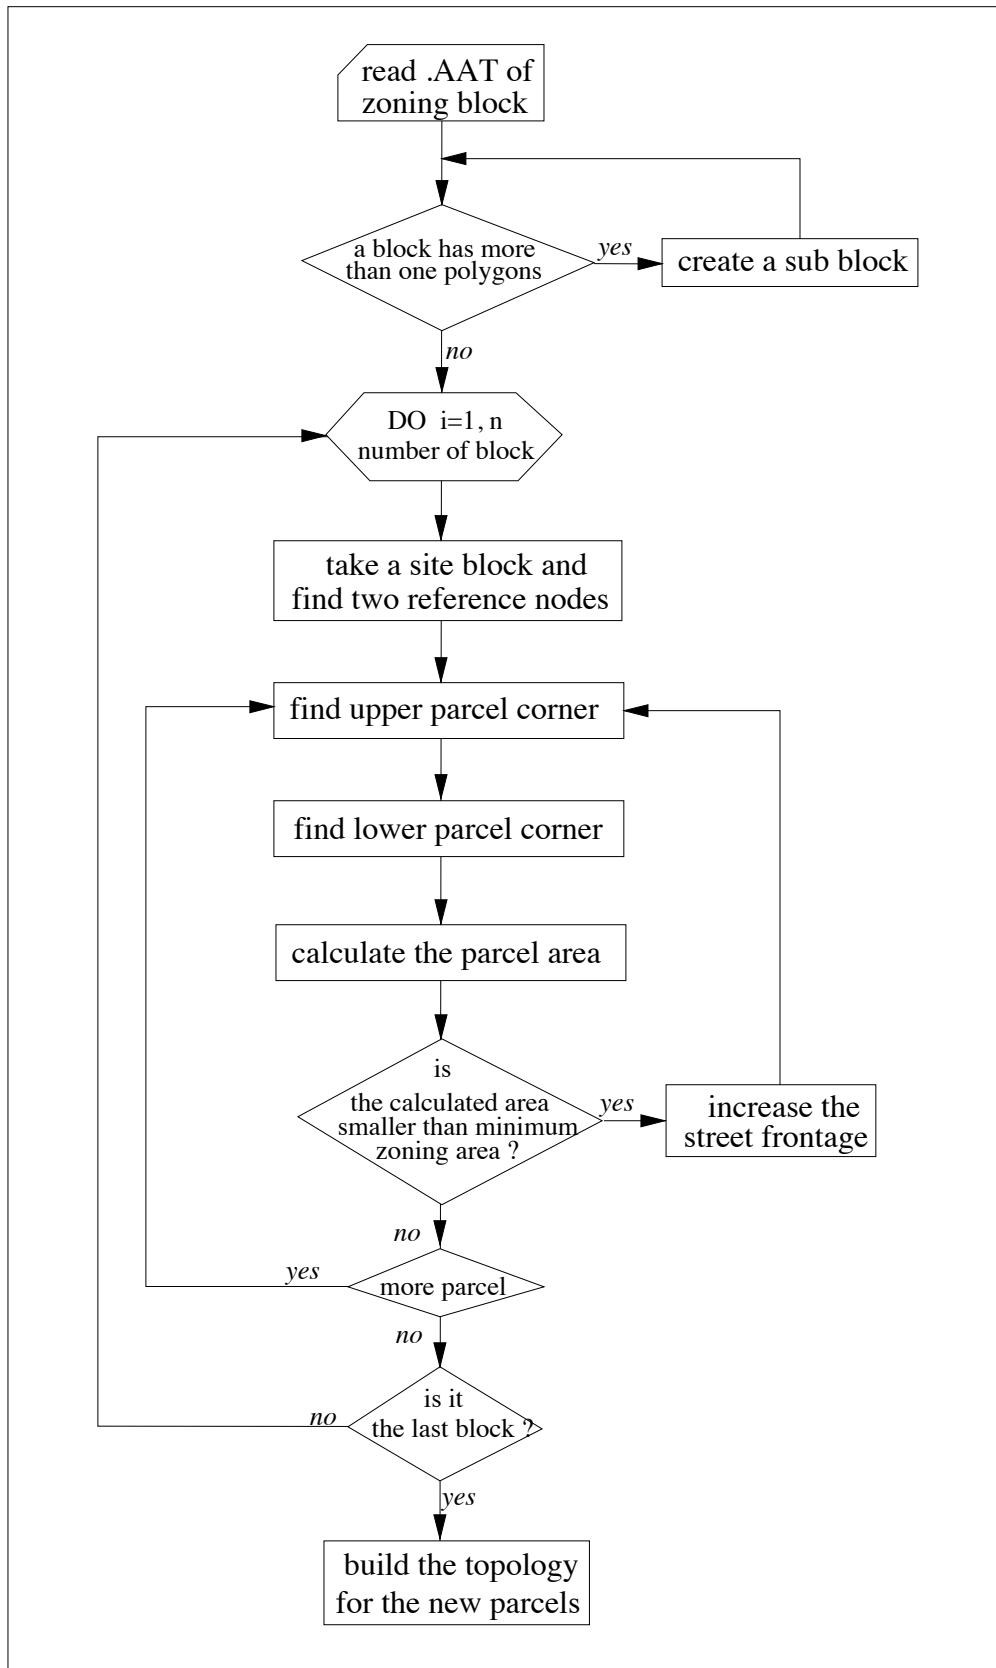 read .AAT of
zoning block
a block has more
than one polygons
yes
create a sub block
no
DO i=1, n
number of block
take a site block and
find two reference nodes
find upper parcel corner
find lower parcel corner
calculate the parcel area
is
the calculated area
smaller than minimum
zoning area ?
yes
increase the
street frontage
no
yes
more parcel
no
is it
the last block ?
no
yes
build the topology
for the new parcels